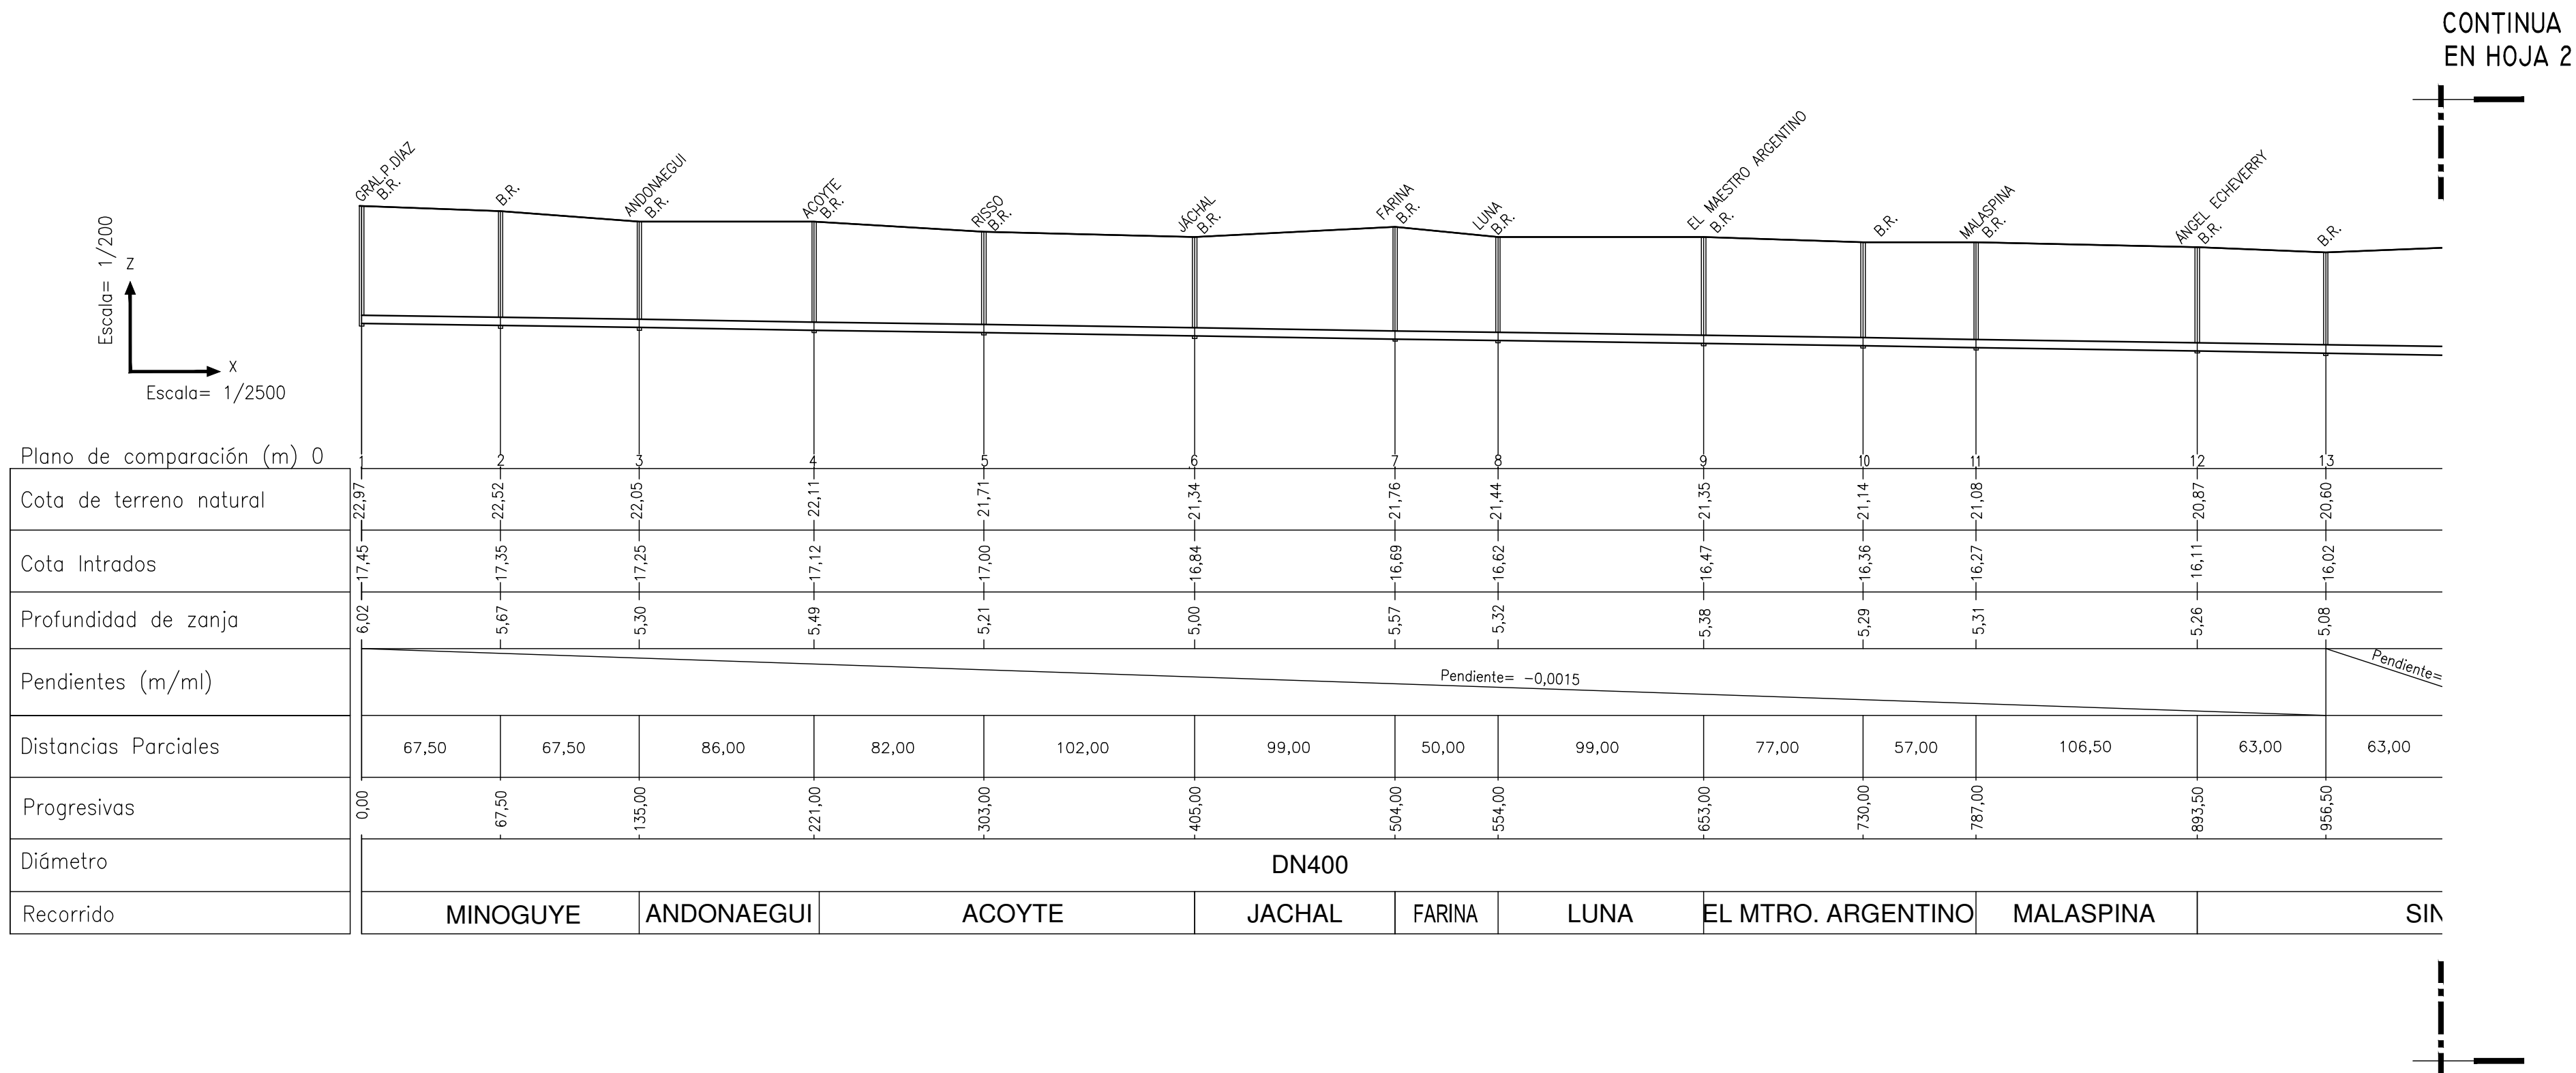 CONTINUA
EN HOJA 2
GRAL.P.DÍAZ
B.R.
B.R.
ANDONAEGUI
B.R.
ACOYTE
B.R.
RISSO
B.R.
JÁCHAL
B.R.
FARINA
B.R.
LUNA
B.R.
EL MAESTRO ARGENTINO
B.R.
B.R.
MALASPINA
B.R.
ÁNGEL ECHEVERRY
B.R.
B.R.
Escala= 1/200
Z
X
Escala= 1/2500
Plano de comparación (m) 0
1 2 3 4 5 6 7 8 9 10 11 12 13
Cota de terreno natural 22,97 22,52 22,05 22,11 21,71 21,34 21,76 21,44 21,35 21,14 21,08 20,87 20,60
Cota Intrados 17,45 17,35 17,25 17,12 17,00 16,84 16,69 16,62 16,47 16,36 16,27 16,11 16,02
Profundidad de zanja 6,02 5,67 5,30 5,49 5,21 5,00 5,57 5,32 5,38 5,29 5,31 5,26 5,08
Pendientes (m/ml) Pendiente= -0,0015 Pendiente=
Distancias Parciales 67,50 67,50 86,00 82,00 102,00 99,00 50,00 99,00 77,00 57,00 106,50 63,00 63,00
Progresivas 0,00 67,50 135,00 221,00 303,00 405,00 504,00 554,00 653,00 730,00 787,00 893,50 956,50
Diámetro DN400
Recorrido MINOGUYE ANDONAEGUI ACOYTE JACHAL FARINA LUNA EL MTRO. ARGENTINO MALASPINA SIN